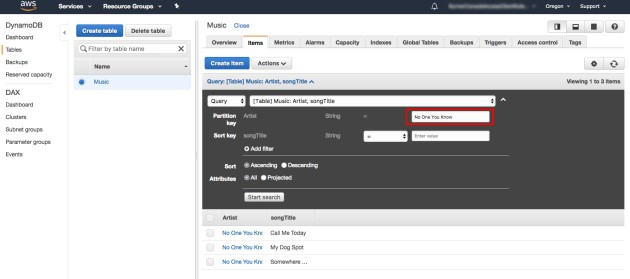 aws
Services
Resource Groups
Oregon
Support
DynamoDB
Dashboard
Tables
Backups
Reserved capacity
DAX
Dashboard
Clusters
Subnet groups
Parameter groups
Events
Create table
Delete table
Filter by table name
Name
Music
Music Close
Overview Items Metrics Alarms Capacity Indexes Global Tables Backups Triggers Access control Tags
Create item Actions
Query: [Table] Music: Artist, songTitle
Viewing 1 to 3 items
Query [Table] Music: Artist, songTitle
Partition key Artist String = No One You Know
Sort key songTitle String = Enter value
Add filter
Sort Ascending Descending
Attributes All Projected
Start search
Artist songTitle
No One You Knc Call Me Today
No One You Knc My Dog Spot
No One You Knc Somewhere ...